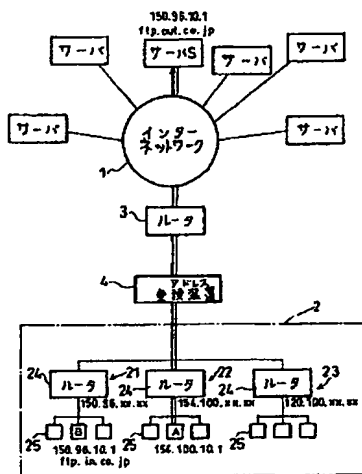 150.96.10.1
ftp.out.co.jp
サーバ
サーバS
サーバ
サーバ
サーバ
サーバ
インターネットワーク
1
3
ルータ
4
アドレス
変換装置
2
24
ルータ
21
150.96.xx.xx
24
ルータ
22
154.100.xx.xx
24
ルータ
23
120.100.xx.xx
25
B
25
A
25
150.96.10.1
ftp.in.co.jp
154.100.10.1